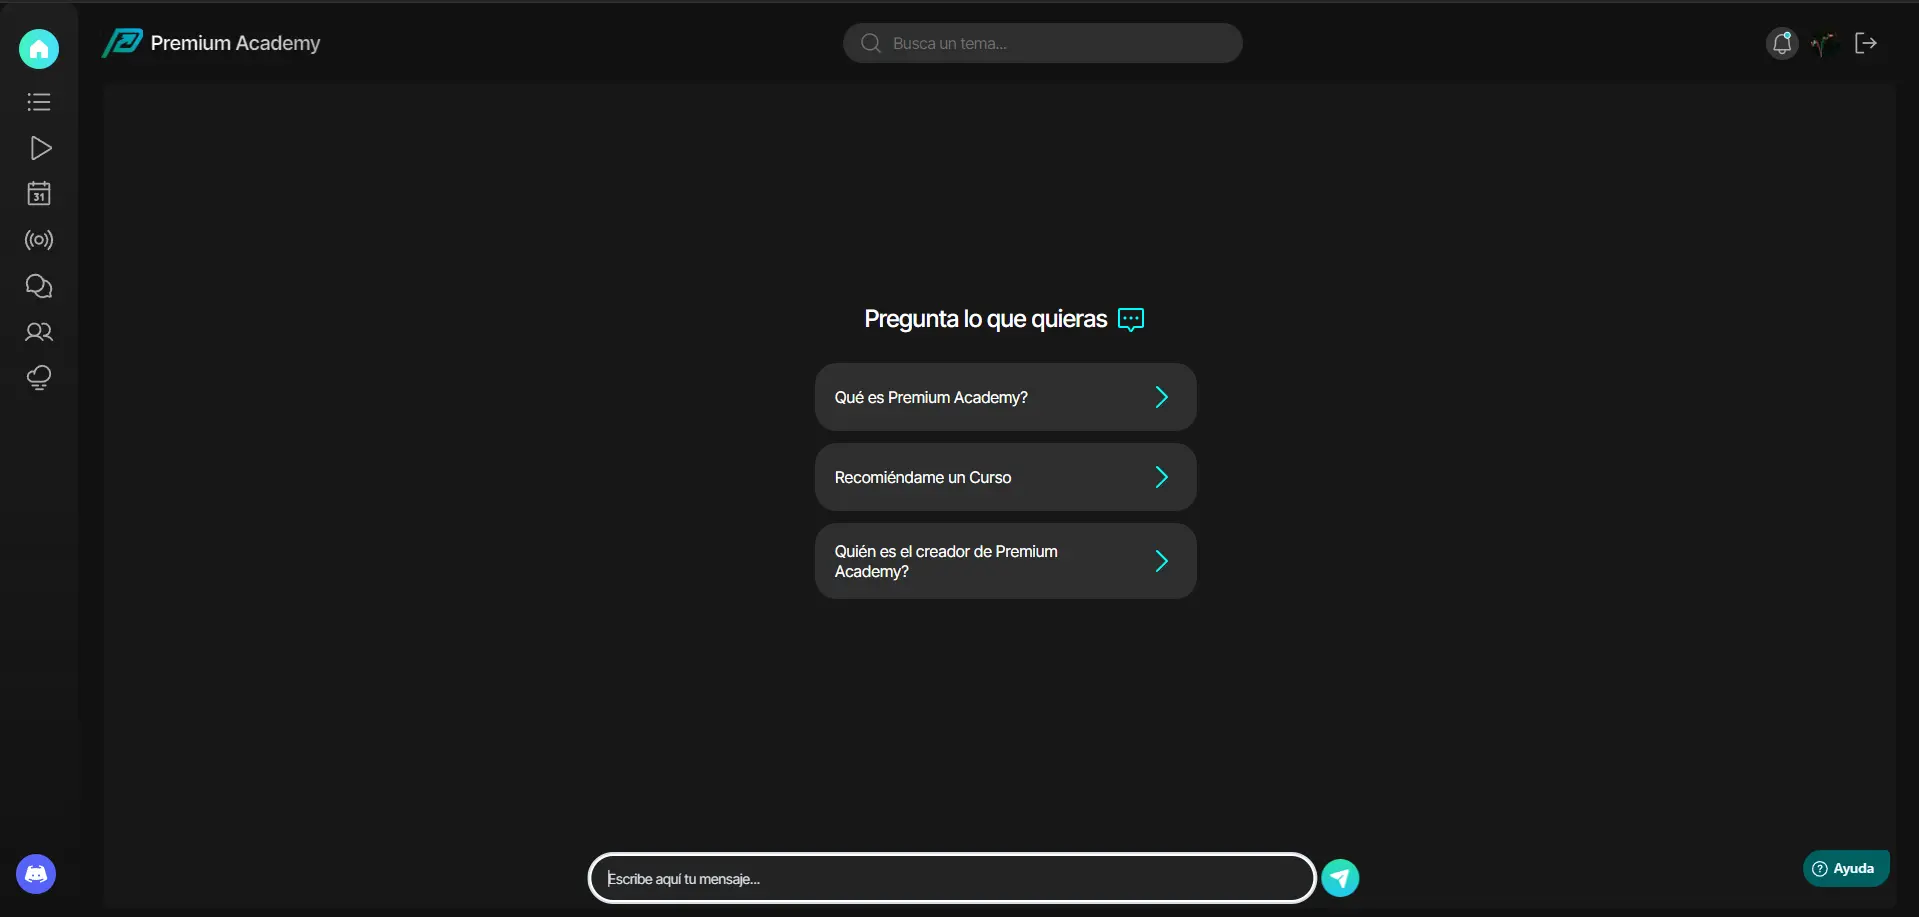 Premium Academy
Busca un tema...
31
Pregunta lo que quieras
Qué es Premium Academy?
Recomiéndame un Curso
Quién es el creador de Premium
Academy?
Escribe aquí tu mensaje...
Ayuda